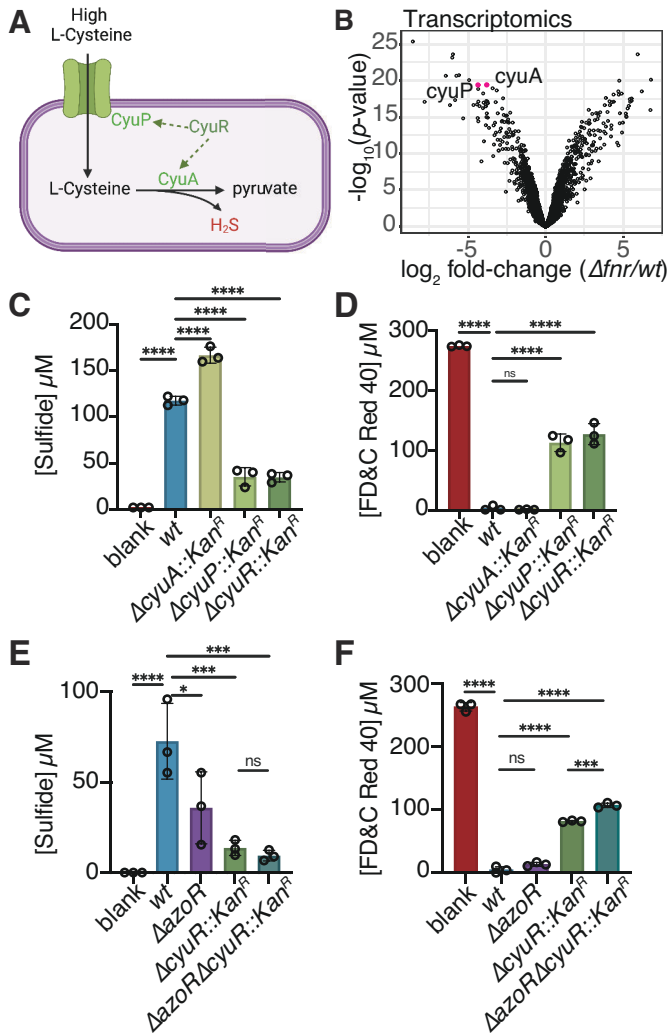 A
High
L-Cysteine
CyuP
CyuR
CyuA
L-Cysteine
pyruvate
H₂S
B
Transcriptomics
-log₁₀(p-value)
25
20
15
10
5
0
cyuP
cyuA
-5
0
5
log₂ fold-change (Δfnr/wt)
C
[Sulfide] µM
200
150
100
50
0
****
****
****
****
blank
wt
ΔcyuA::Kanᴿ
ΔcyuP::Kanᴿ
ΔcyuR::Kanᴿ
D
[FD&C Red 40] µM
300
200
100
0
****
****
****
ns
blank
wt
ΔcyuA::Kanᴿ
ΔcyuP::Kanᴿ
ΔcyuR::Kanᴿ
E
[Sulfide] µM
100
50
0
***
***
****
*
ns
blank
wt
ΔazoR
ΔcyuR::Kanᴿ
ΔazoRΔcyuR::Kanᴿ
F
[FD&C Red 40] µM
300
200
100
0
****
****
****
ns
***
blank
wt
ΔazoR
ΔcyuR::Kanᴿ
ΔazoRΔcyuR::Kanᴿ